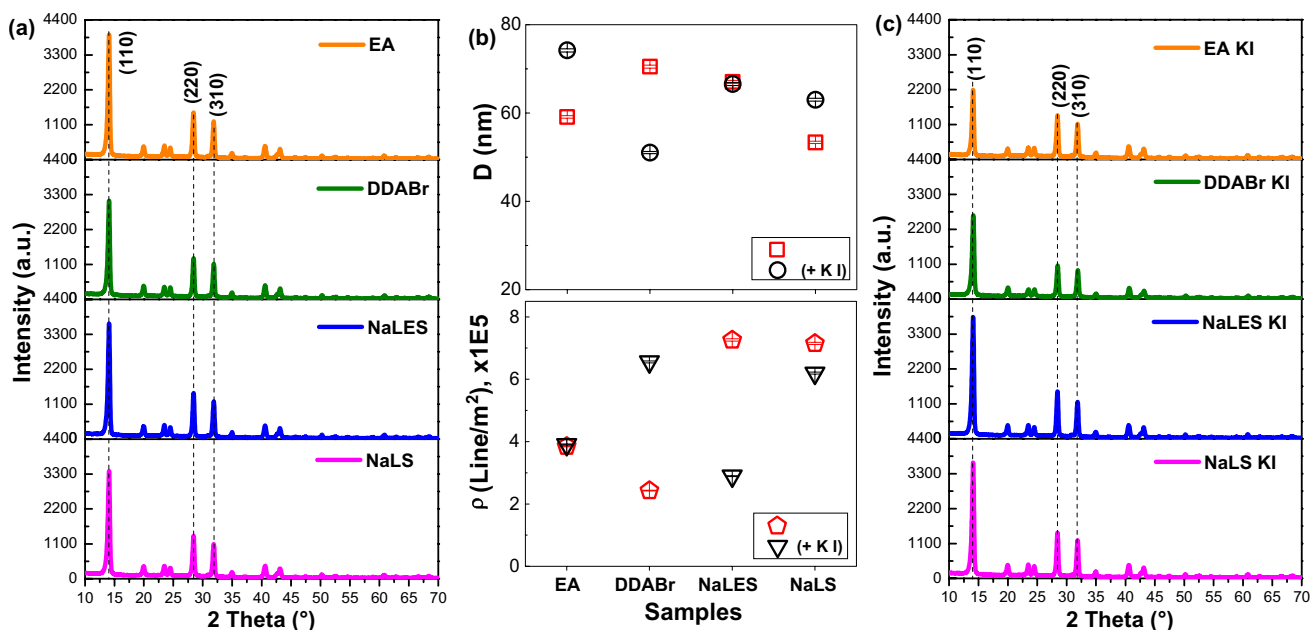 (a)
Intensity (a.u.)
4400
3300
2200
1100
4400
3300
2200
1100
4400
3300
2200
1100
4400
3300
2200
1100
0
(110)
(220)
(310)
EA
DDABr
NaLES
NaLS
10 15 20 25 30 35 40 45 50 55 60 65 70
2 Theta (°)
(b)
D (nm)
80
60
40
20
(+ K I)
ρ (Line/m²), x1E5
8
6
4
2
(+ K I)
EA DDABr NaLES NaLS
Samples
(c)
Intensity (a.u.)
4400
3300
2200
1100
4400
3300
2200
1100
4400
3300
2200
1100
4400
3300
2200
1100
0
(110)
(220)
(310)
EA KI
DDABr KI
NaLES KI
NaLS KI
10 15 20 25 30 35 40 45 50 55 60 65 70
2 Theta (°)